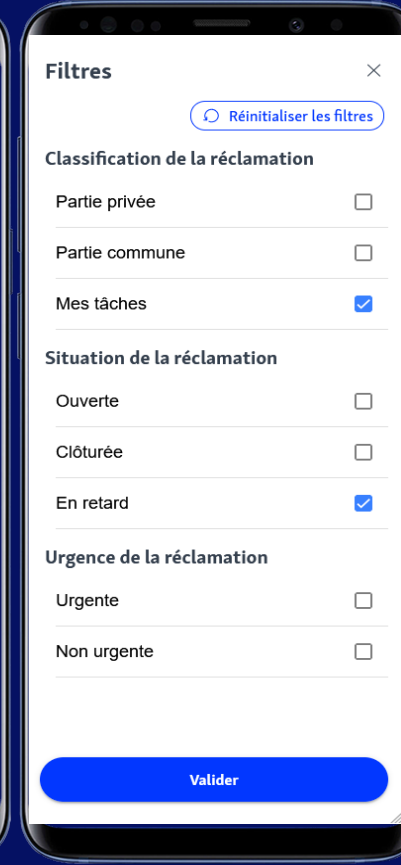 Filtres
Réinitialiser les filtres
Classification de la réclamation
Partie privée
Partie commune
Mes tâches
Situation de la réclamation
Ouverte
Clôturée
En retard
Urgence de la réclamation
Urgente
Non urgente
Valider